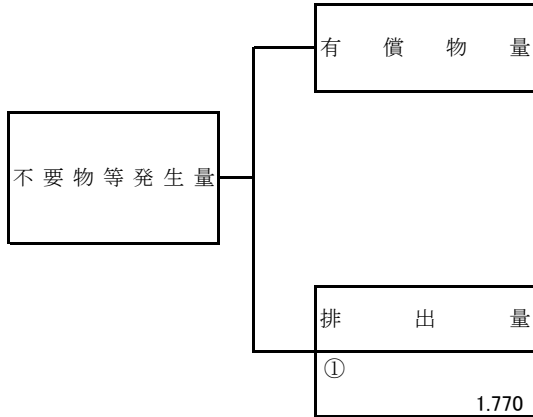 有償物量
不要物等発生量
排出量
①
1.770